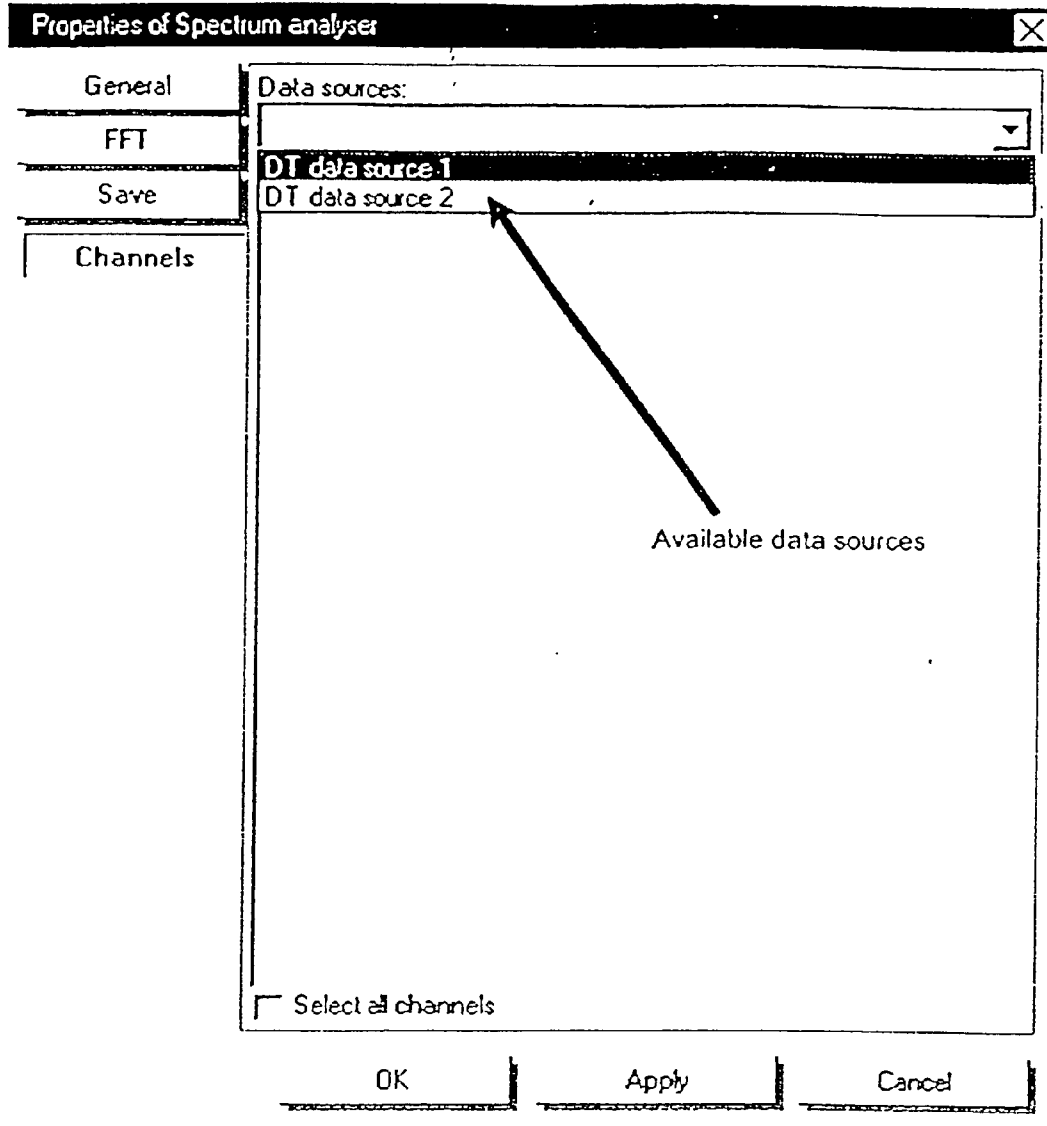 Properties of Spectrum analyser
General
FFT
Save
Channels
Data sources:
DT data source 1
DT data source 2
Available data sources
Select all channels
OK
Apply
Cancel